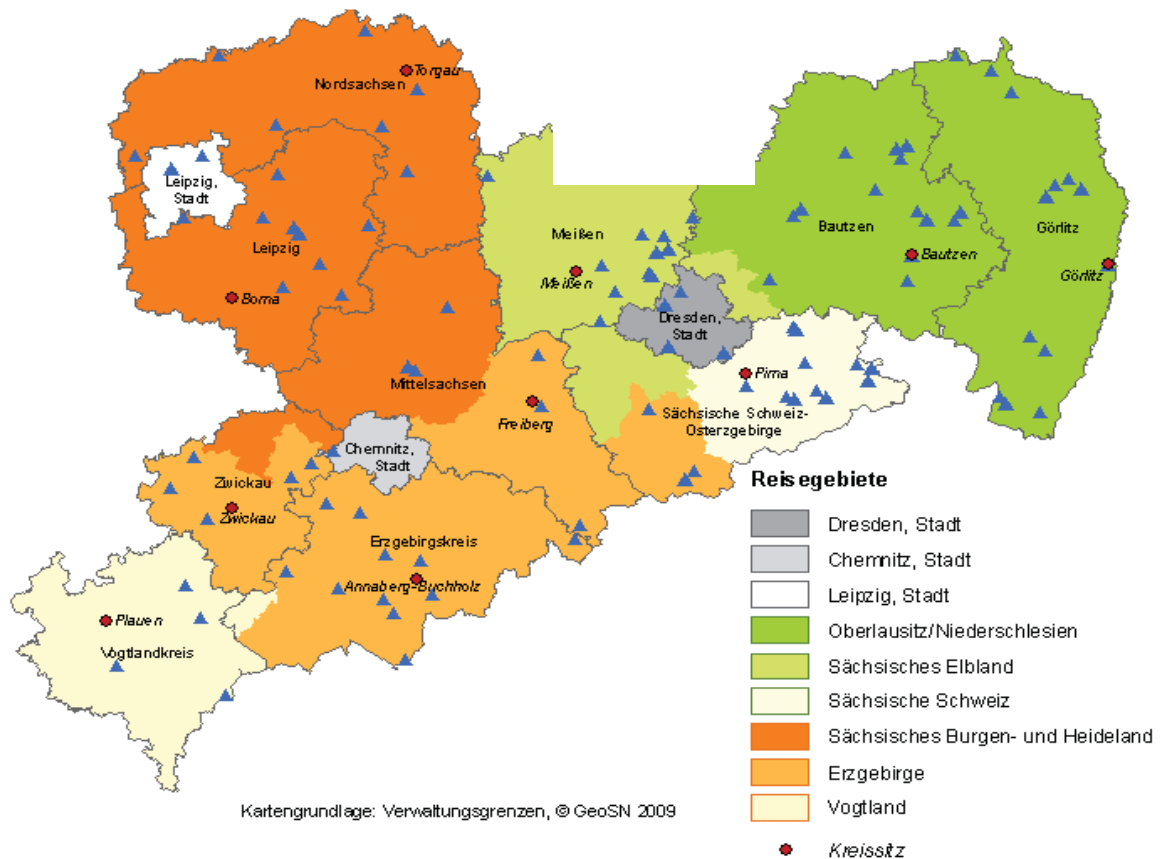 Torgau
Nordsachsen
Leipzig,
Stadt
Leipzig
Borna
Meißen
Meißen
Bautzen
Bautzen
Görlitz
Görlitz
Dresden,
Stadt
Mittelsachsen
Freiberg
Pirna
Sächsische Schweiz-
Osterzgebirge
Chemnitz,
Stadt
Zwickau
Zwickau
Erzgebirgskreis
Annaberg-Buchholz
Plauen
Vogtlandkreis
Reisegebiete
Dresden, Stadt
Chemnitz, Stadt
Leipzig, Stadt
Oberlausitz/Niederschlesien
Sächsisches Elbland
Sächsische Schweiz
Sächsisches Burgen- und Heideland
Erzgebirge
Vogtland
Kreissitz
Kartengrundlage: Verwaltungsgrenzen, © GeoSN 2009